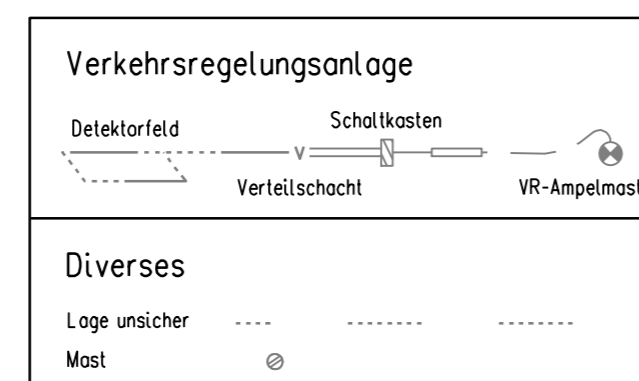 Verkehrsregelungsanlage
Detektorfeld
Schaltkasten
V
Verteilschacht
VR-Ampelmast
Diverses
Lage unsicher
Mast